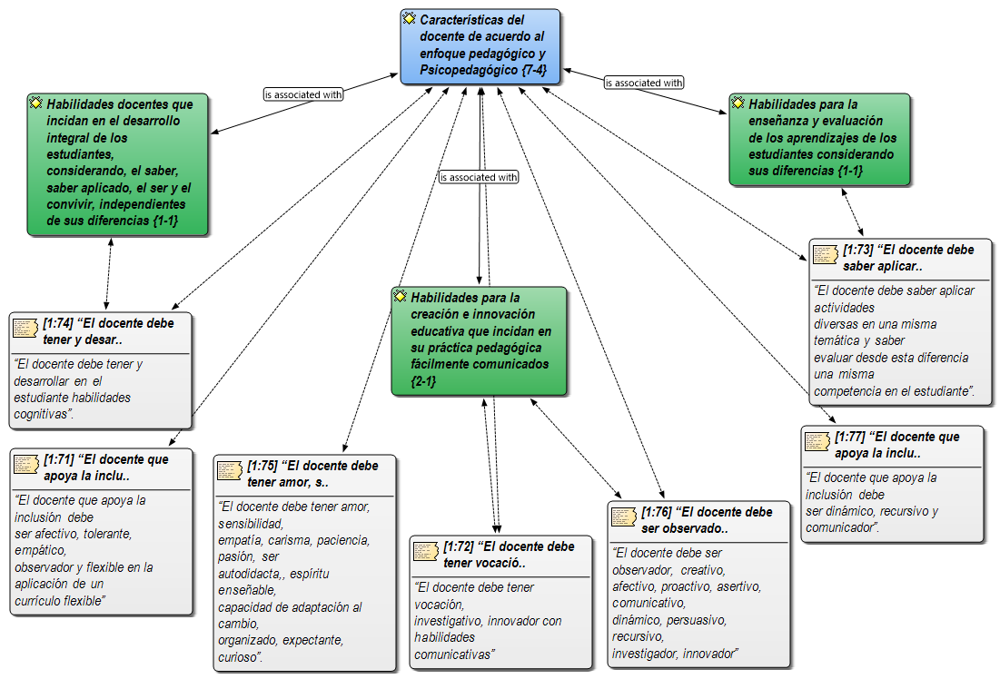 Características del
docente de acuerdo al
enfoque pedagógico y
Psicopedagógico {7-4}
is associated with
is associated with
is associated with
Habilidades docentes que
incidan en el desarrollo
integral de los
estudiantes,
considerando, el saber,
saber aplicado, el ser y el
convivir, independientes
de sus diferencias {1-1}
Habilidades para la
enseñanza y evaluación
de los aprendizajes de los
estudiantes considerando
sus diferencias {1-1}
Habilidades para la
creación e innovación
educativa que incidan en
su práctica pedagógica
fácilmente comunicados
{2-1}
[1:73] “El docente debe
saber aplicar..
“El docente debe saber aplicar
actividades
diversas en una misma
temática y saber
evaluar desde esta diferencia
una misma
competencia en el estudiante”.
[1:74] “El docente debe
tener y desar..
“El docente debe tener y
desarrollar en el
estudiante habilidades
cognitivas”.
[1:71] “El docente que
apoya la inclu..
“El docente que apoya la
inclusión debe
ser afectivo, tolerante,
empático,
observador y flexible en la
aplicación de un
currículo flexible”
[1:75] “El docente debe
tener amor, s..
“El docente debe tener amor,
sensibilidad,
empatía, carisma, paciencia,
pasión, ser
autodidacta,, espíritu
enseñable,
capacidad de adaptación al
cambio,
organizado, expectante,
curioso”.
[1:72] “El docente debe
tener vocació..
“El docente debe tener
vocación,
investigativo, innovador con
habilidades
comunicativas”
[1:76] “El docente debe
ser observado..
“El docente debe ser
observador, creativo,
afectivo, proactivo, asertivo,
comunicativo,
dinámico, persuasivo,
recursivo,
investigador, innovador”
[1:77] “El docente que
apoya la inclu..
“El docente que apoya la
inclusión debe
ser dinámico, recursivo y
comunicador”.